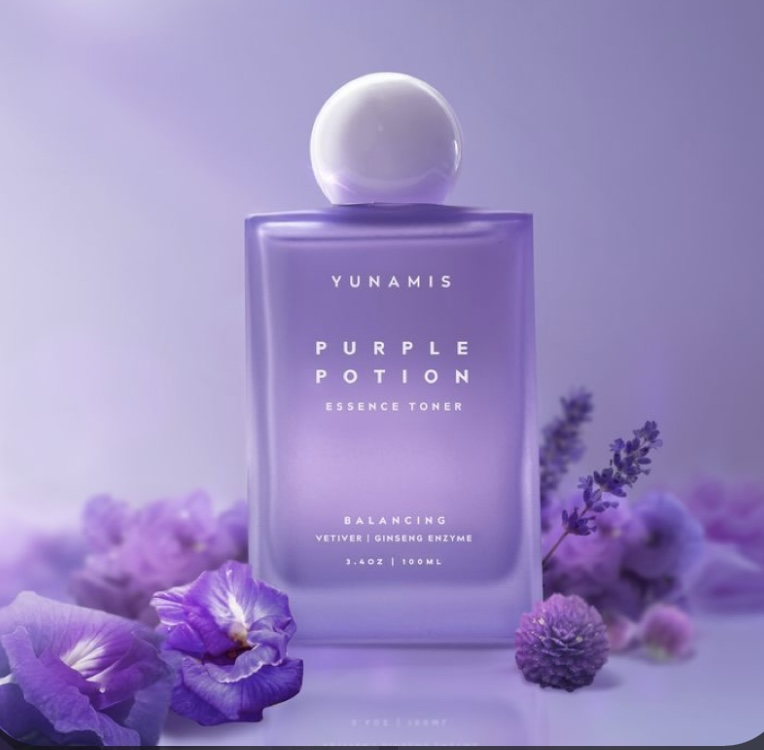 YUNAMIS
PURPLE
POTION
ESSENCE TONER
BALANCING
VETIVER | GINSENG ENZYME
3.4OZ | 100ML